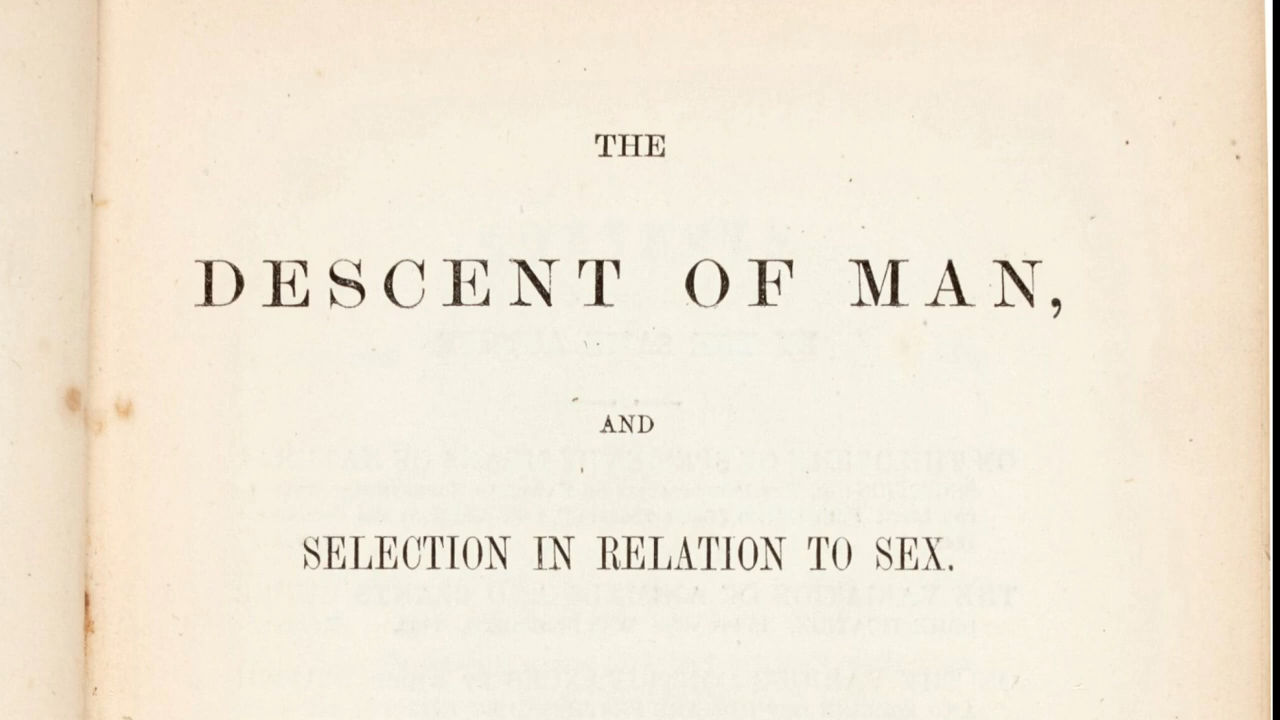 THE
DESCENT OF MAN,
AND
SELECTION IN RELATION TO SEX.